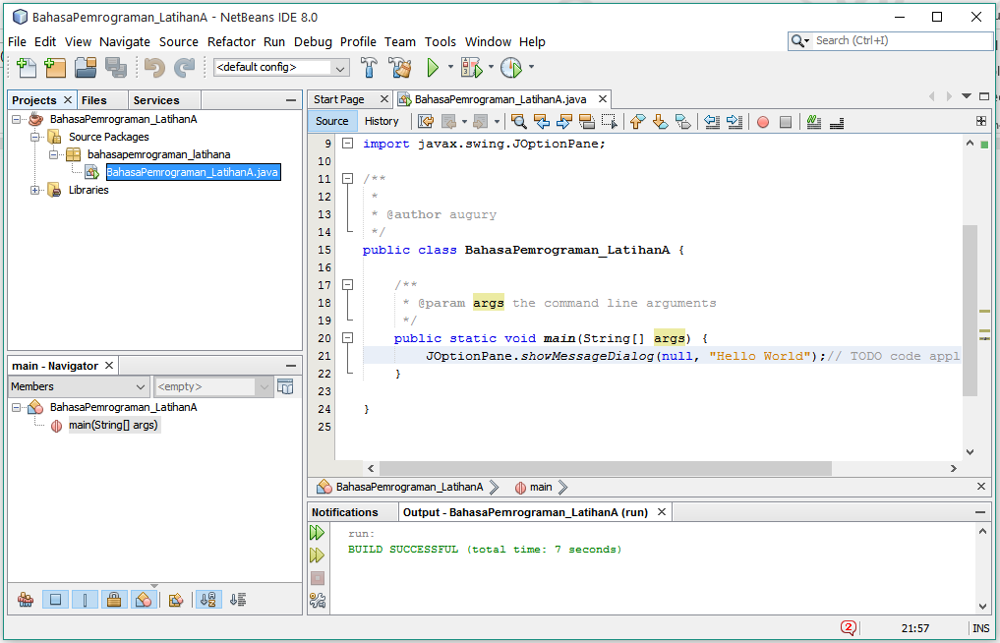 BahasaPemrograman_LatihanA - NetBeans IDE 8.0
File Edit View Navigate Source Refactor Run Debug Profile Team Tools Window Help
Search (Ctrl+I)
<default config>
Projects Files Services
BahasaPemrograman_LatihanA
Source Packages
bahasapemrograman_latihana
BahasaPemrograman_LatihanA.java
Libraries
main - Navigator
Members <empty>
BahasaPemrograman_LatihanA
main(String[] args)
Start Page BahasaPemrograman_LatihanA.java
Source History
9 import javax.swing.JOptionPane;
10
11 /**
12 *
13 * @author augury
14 */
15 public class BahasaPemrograman_LatihanA {
16
17 /**
18 * @param args the command line arguments
19 */
20 public static void main(String[] args) {
21 JOptionPane.showMessageDialog(null, "Hello World");// TODO code appl
22 }
23
24 }
25
BahasaPemrograman_LatihanA main
Notifications Output - BahasaPemrograman_LatihanA (run)
run:
BUILD SUCCESSFUL (total time: 7 seconds)
2 21:57 INS